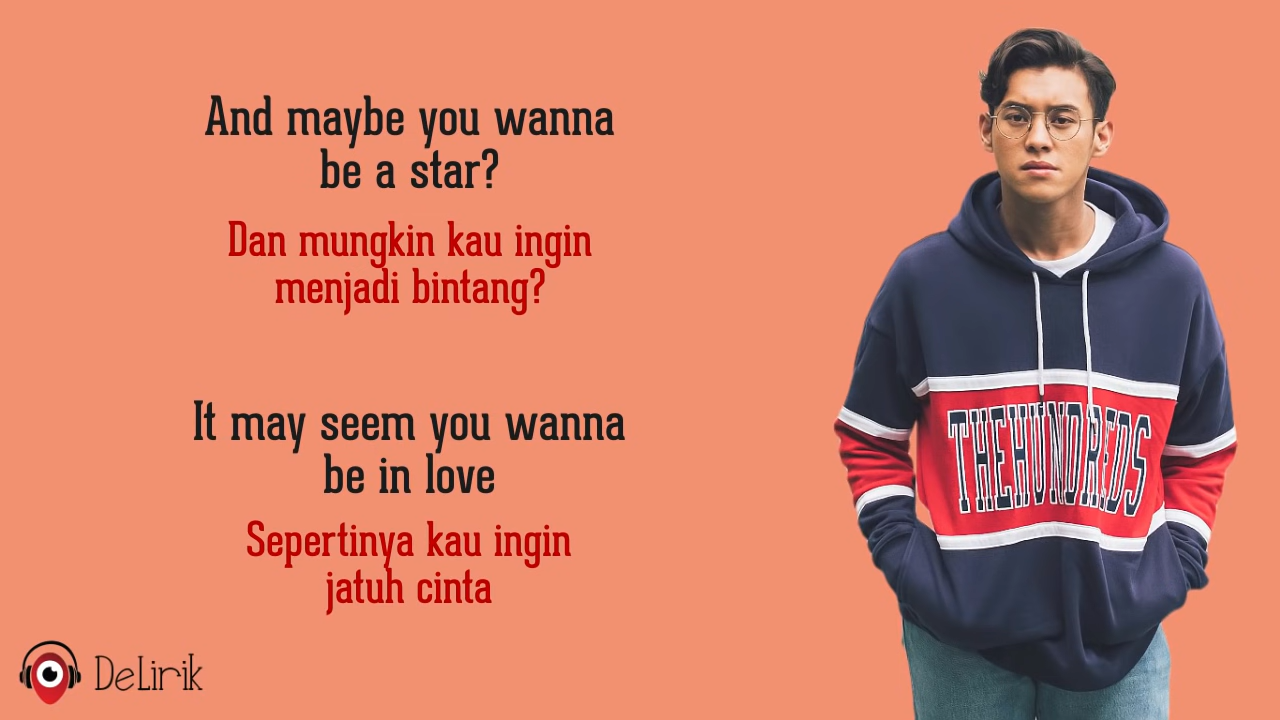 And maybe you wanna
be a star?
Dan mungkin kau ingin
menjadi bintang?
It may seem you wanna
be in love
Sepertinya kau ingin
jatuh cinta
THEHUNDREDS
DeLirik